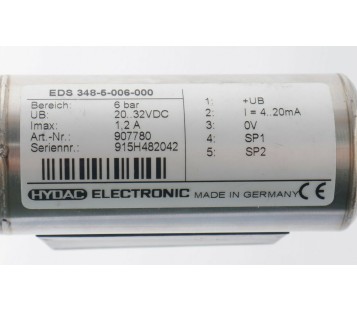 EDS 348-5-006-000
Bereich: 6 bar
UB: 20..32VDC
Imax: 1,2 A
Art.-Nr.: 907780
Seriennr.: 915H482042
1: +UB
2: I = 4..20mA
3: 0V
4: SP1
5: SP2
HYDAC ELECTRONIC MADE IN GERMANY CE